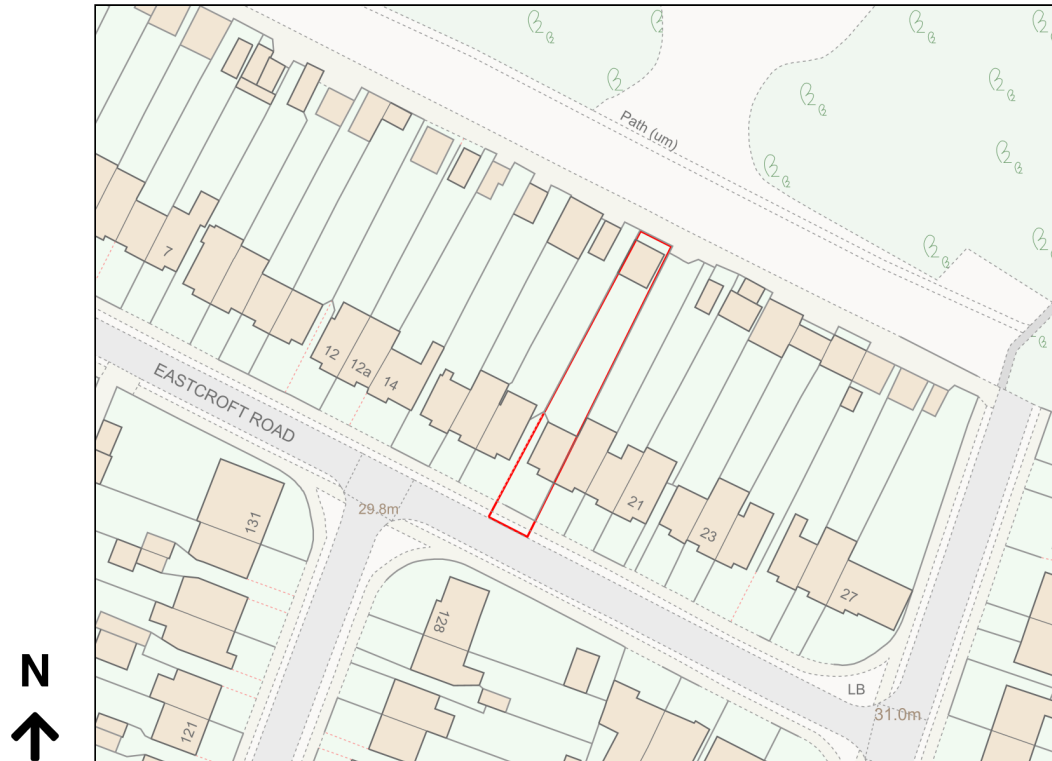 Path (um)
7
12
12a
14
EASTCROFT ROAD
21
131
29.8m
23
27
128
N
LB
121
31.0m